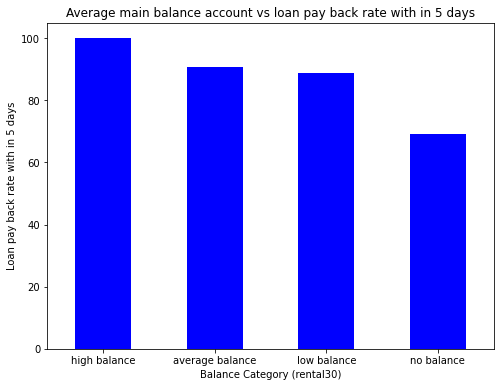 Average main balance account vs loan pay back rate with in 5 days
Loan pay back rate with in 5 days
100
80
60
40
20
0
high balance
average balance
low balance
no balance
Balance Category (rental30)